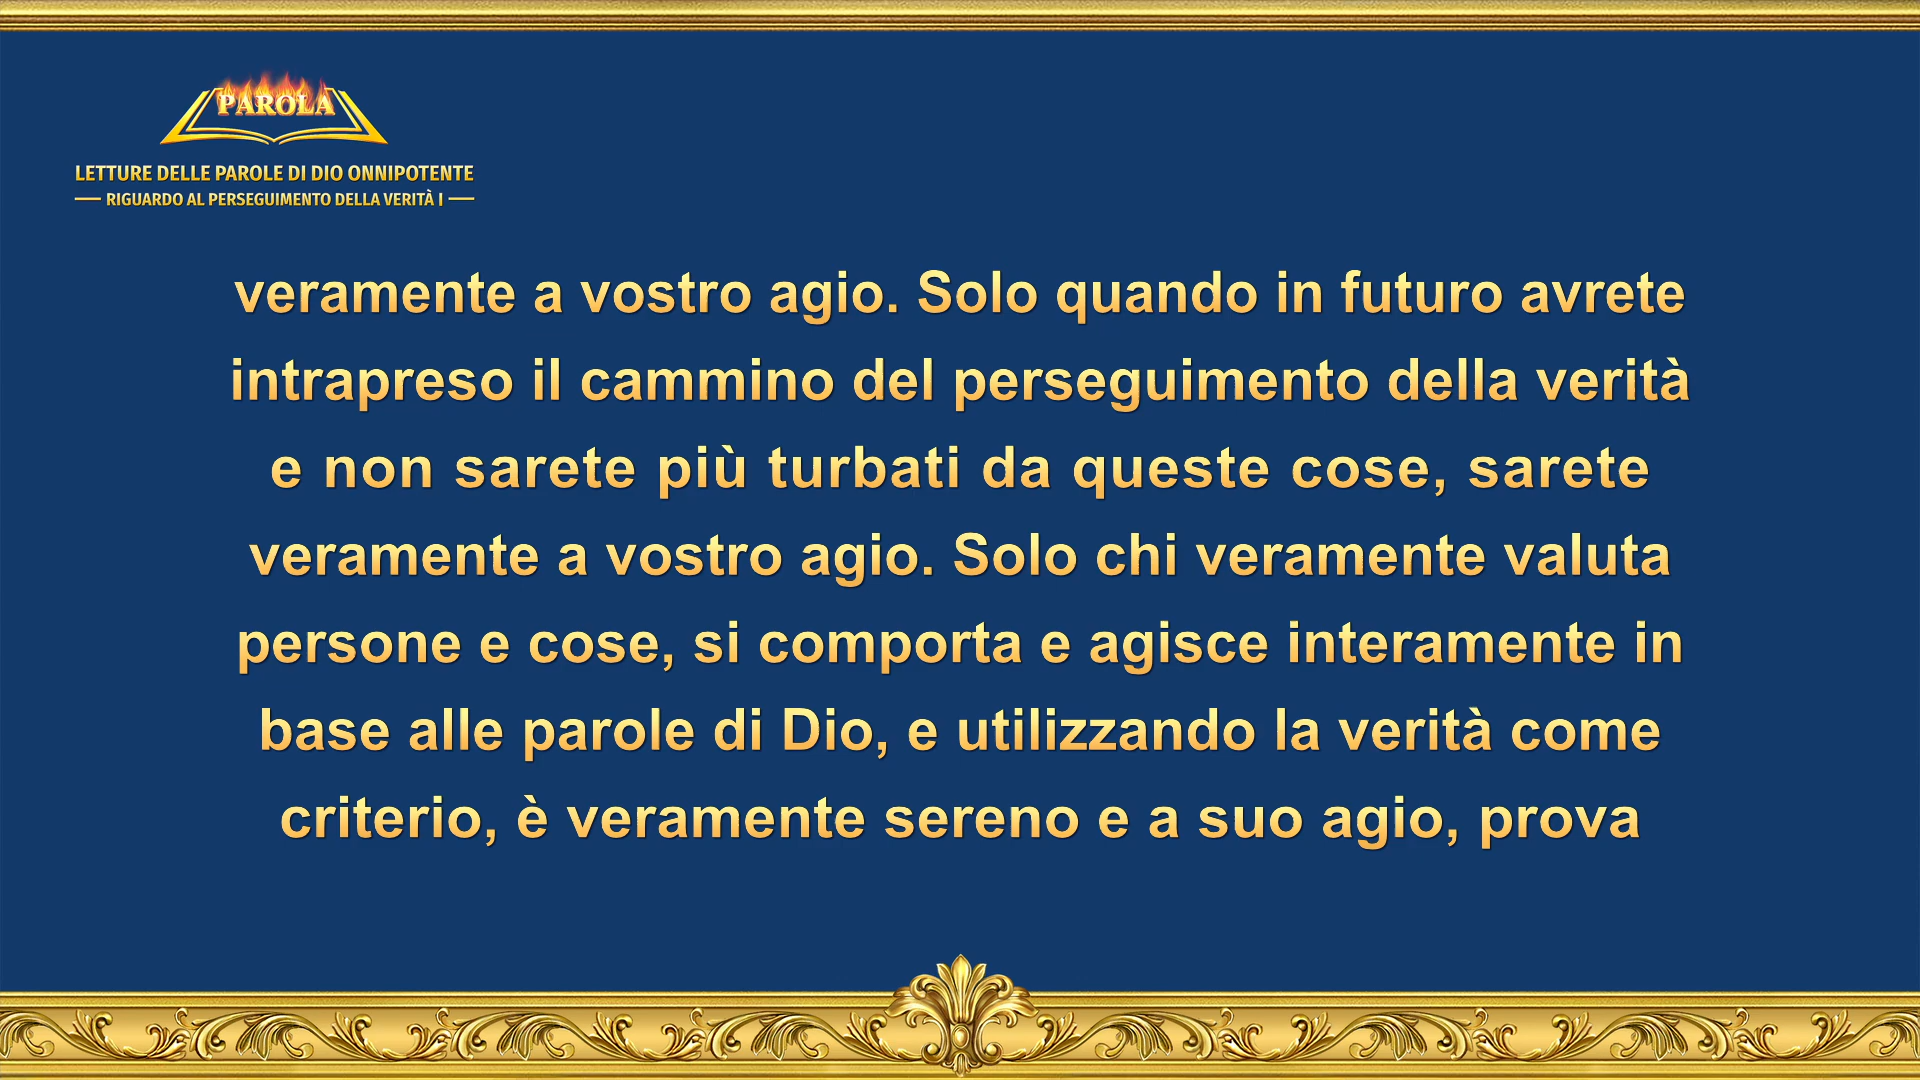 PAROLA
LETTURE DELLE PAROLE DI DIO ONNIPOTENTE
RIGUARDO AL PERSEGUIMENTO DELLA VERITÀ I
veramente a vostro agio. Solo quando in futuro avrete
intrapreso il cammino del perseguimento della verità
e non sarete più turbati da queste cose, sarete
veramente a vostro agio. Solo chi veramente valuta
persone e cose, si comporta e agisce interamente in
base alle parole di Dio, e utilizzando la verità come
criterio, è veramente sereno e a suo agio, prova